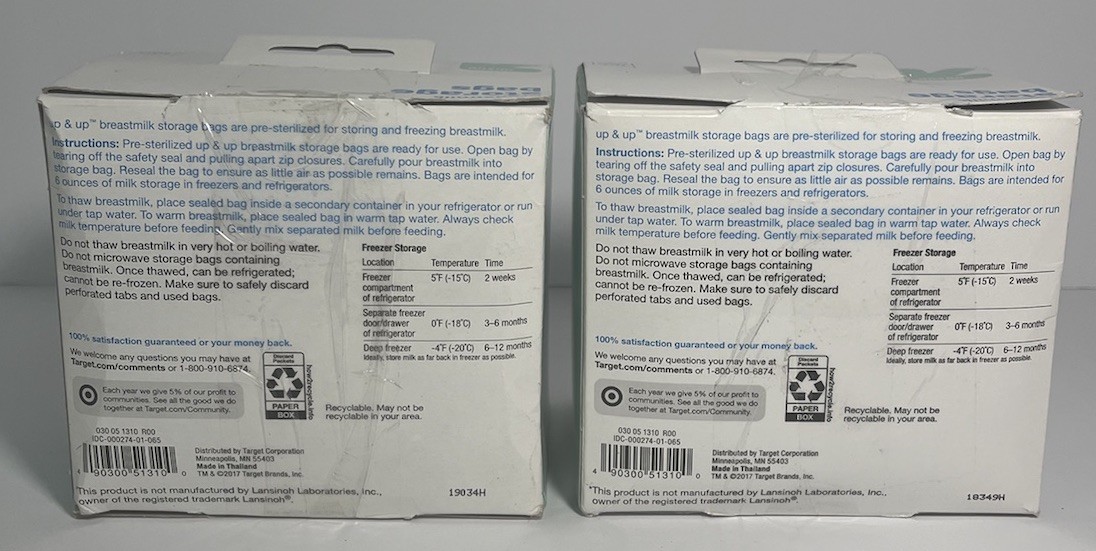 storage
bags
up & up™ breastmilk storage bags are pre-sterilized for storing and freezing breastmilk.
Instructions: Pre-sterilized up & up breastmilk storage bags are ready for use. Open bag by
tearing off the safety seal and pulling apart zip closures. Carefully pour breastmilk into
storage bag. Reseal the bag to ensure as little air as possible remains. Bags are intended for
6 ounces of milk storage in freezers and refrigerators.
To thaw breastmilk, place sealed bag inside a secondary container in your refrigerator or run
under tap water. To warm breastmilk, place sealed bag in warm tap water. Always check
milk temperature before feeding. Gently mix separated milk before feeding.
Do not thaw breastmilk in very hot or boiling water.
Do not microwave storage bags containing
breastmilk. Once thawed, can be refrigerated;
cannot be re-frozen. Make sure to safely discard
perforated tabs and used bags.
Freezer Storage
Location Temperature Time
Freezer 5°F (-15°C) 2 weeks
compartment
of refrigerator
Separate freezer
door/drawer 0°F (-18°C) 3–6 months
of refrigerator
Deep freezer -4°F (-20°C) 6–12 months
Ideally, store milk as far back in freezer as possible.
100% satisfaction guaranteed or your money back.
We welcome any questions you may have at
Target.com/comments or 1-800-910-6874.
Each year we give 5% of our profit to
communities. See all the good we do
together at Target.com/Community.
Discard
Packets
PAPER
BOX
how2recycle.info
Recyclable. May not be
recyclable in your area.
030 05 1310 R00
IDC-000274-01-065
4 90300 51310 0
Distributed by Target Corporation
Minneapolis, MN 55403
Made in Thailand
TM & ©2017 Target Brands, Inc.
This product is not manufactured by Lansinoh Laboratories, Inc.,
owner of the registered trademark Lansinoh®.
19034H
bags
up & up™ breastmilk storage bags are pre-sterilized for storing and freezing breastmilk.
Instructions: Pre-sterilized up & up breastmilk storage bags are ready for use. Open bag by
tearing off the safety seal and pulling apart zip closures. Carefully pour breastmilk into
storage bag. Reseal the bag to ensure as little air as possible remains. Bags are intended for
6 ounces of milk storage in freezers and refrigerators.
To thaw breastmilk, place sealed bag inside a secondary container in your refrigerator or run
under tap water. To warm breastmilk, place sealed bag in warm tap water. Always check
milk temperature before feeding. Gently mix separated milk before feeding.
Do not thaw breastmilk in very hot or boiling water.
Do not microwave storage bags containing
breastmilk. Once thawed, can be refrigerated;
cannot be re-frozen. Make sure to safely discard
perforated tabs and used bags.
Freezer Storage
Location Temperature Time
Freezer 5°F (-15°C) 2 weeks
compartment
of refrigerator
Separate freezer
door/drawer 0°F (-18°C) 3–6 months
of refrigerator
Deep freezer -4°F (-20°C) 6–12 months
Ideally, store milk as far back in freezer as possible.
100% satisfaction guaranteed or your money back.
We welcome any questions you may have at
Target.com/comments or 1-800-910-6874.
Each year we give 5% of our profit to
communities. See all the good we do
together at Target.com/Community.
Discard
Packets
PAPER
BOX
how2recycle.info
Recyclable. May not be
recyclable in your area.
030 05 1310 R00
IDC-000274-01-065
4 90300 51310 0
Distributed by Target Corporation
Minneapolis, MN 55403
Made in Thailand
TM & ©2017 Target Brands, Inc.
*This product is not manufactured by Lansinoh Laboratories, Inc.,
owner of the registered trademark Lansinoh®.
18349H